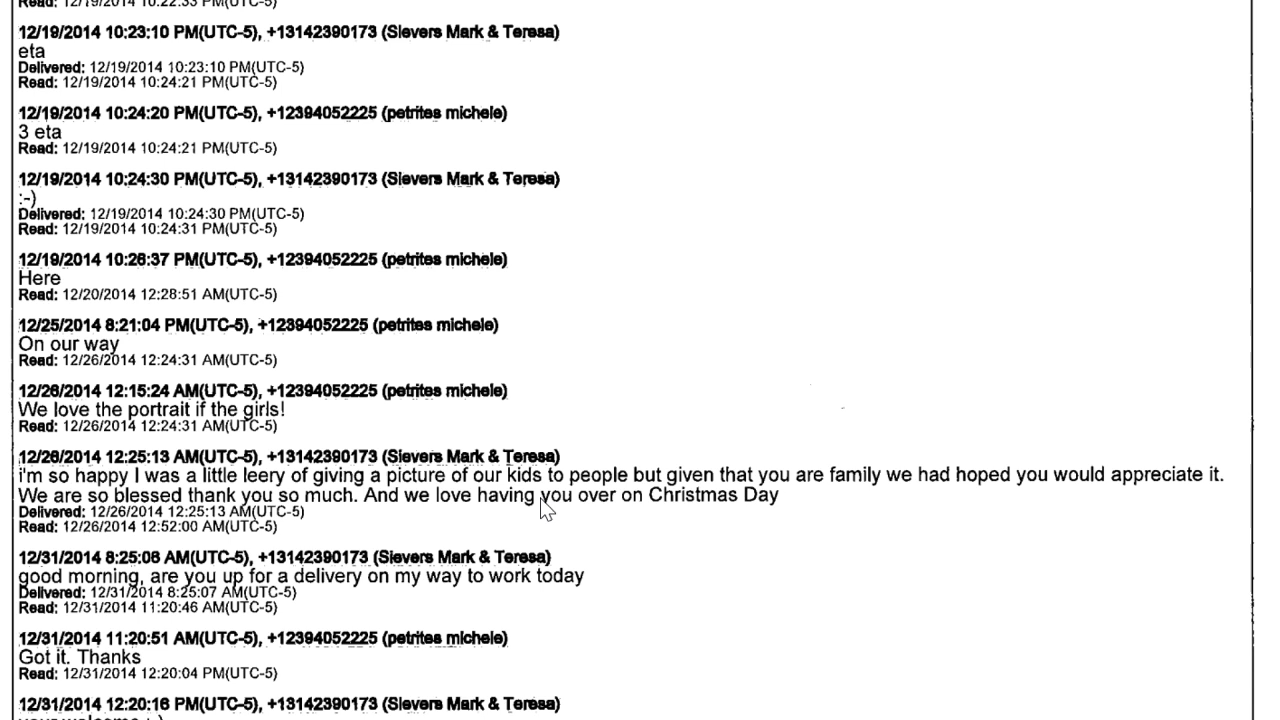 Read: 12/19/2014 10:22:33 PM(UTC-5)
12/19/2014 10:23:10 PM(UTC-5), +13142390173 (Sievers Mark & Teresa)
eta
Delivered: 12/19/2014 10:23:10 PM(UTC-5)
Read: 12/19/2014 10:24:21 PM(UTC-5)
12/19/2014 10:24:20 PM(UTC-5), +12394052225 (petrites michele)
3 eta
Read: 12/19/2014 10:24:21 PM(UTC-5)
12/19/2014 10:24:30 PM(UTC-5), +13142390173 (Sievers Mark & Teresa)
:-)
Delivered: 12/19/2014 10:24:30 PM(UTC-5)
Read: 12/19/2014 10:24:31 PM(UTC-5)
12/19/2014 10:26:37 PM(UTC-5), +12394052225 (petrites michele)
Here
Read: 12/20/2014 12:28:51 AM(UTC-5)
12/25/2014 8:21:04 PM(UTC-5), +12394052225 (petrites michele)
On our way
Read: 12/26/2014 12:24:31 AM(UTC-5)
12/26/2014 12:15:24 AM(UTC-5), +12394052225 (petrites michele)
We love the portrait if the girls!
Read: 12/26/2014 12:24:31 AM(UTC-5)
12/26/2014 12:25:13 AM(UTC-5), +13142390173 (Sievers Mark & Teresa)
i'm so happy I was a little leery of giving a picture of our kids to people but given that you are family we had hoped you would appreciate it.
We are so blessed thank you so much. And we love having you over on Christmas Day
Delivered: 12/26/2014 12:25:13 AM(UTC-5)
Read: 12/26/2014 12:52:00 AM(UTC-5)
12/31/2014 8:25:06 AM(UTC-5), +13142390173 (Sievers Mark & Teresa)
good morning, are you up for a delivery on my way to work today
Delivered: 12/31/2014 8:25:07 AM(UTC-5)
Read: 12/31/2014 11:20:46 AM(UTC-5)
12/31/2014 11:20:51 AM(UTC-5), +12394052225 (petrites michele)
Got it. Thanks
Read: 12/31/2014 12:20:04 PM(UTC-5)
12/31/2014 12:20:16 PM(UTC-5), +13142390173 (Sievers Mark & Teresa)